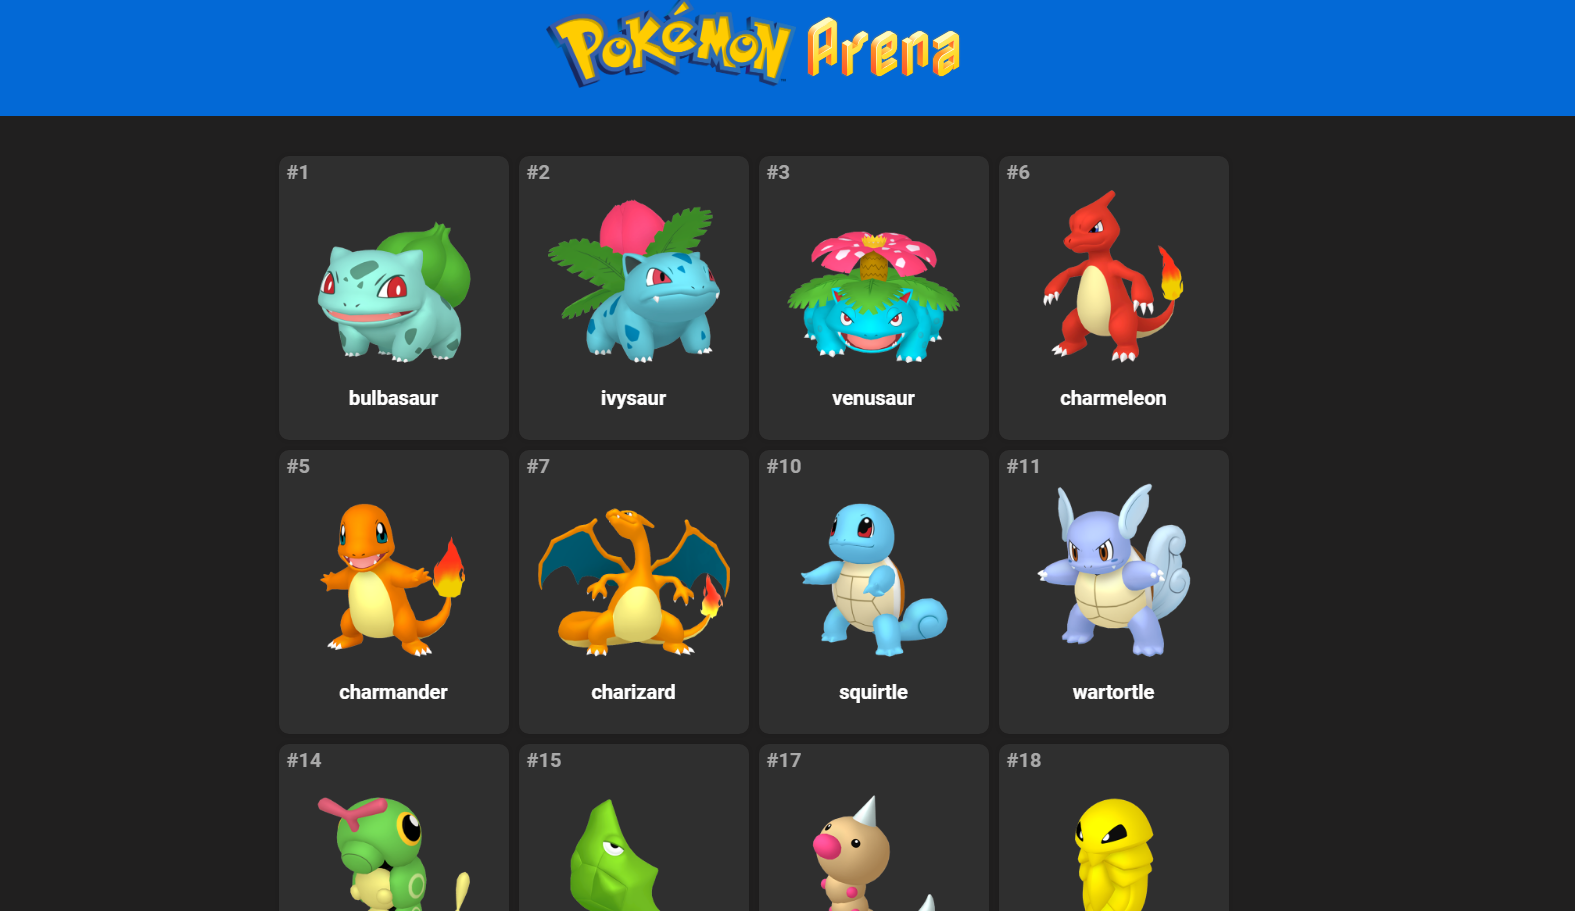 Pokémon Arena
#1
bulbasaur
#2
ivysaur
#3
venusaur
#6
charmeleon
#5
charmander
#7
charizard
#10
squirtle
#11
wartortle
#14
#15
#17
#18